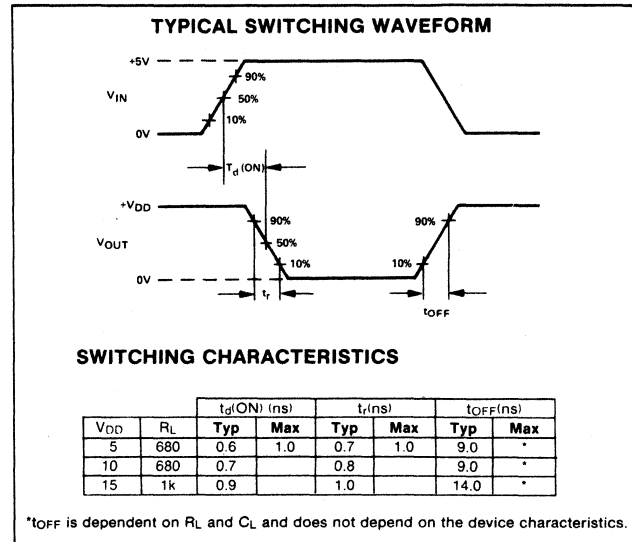 TYPICAL SWITCHING WAVEFORM
+5V
90%
VIN
50%
10%
0V
Td (ON)
+VDD
90%
90%
VOUT
50%
10%
10%
0V
tr
tOFF
SWITCHING CHARACTERISTICS
td(ON) (ns) tr(ns) tOFF(ns)
VDD RL Typ Max Typ Max Typ Max
5 680 0.6 1.0 0.7 1.0 9.0 *
10 680 0.7 0.8 9.0 *
15 1k 0.9 1.0 14.0 *
*tOFF is dependent on RL and CL and does not depend on the device characteristics.